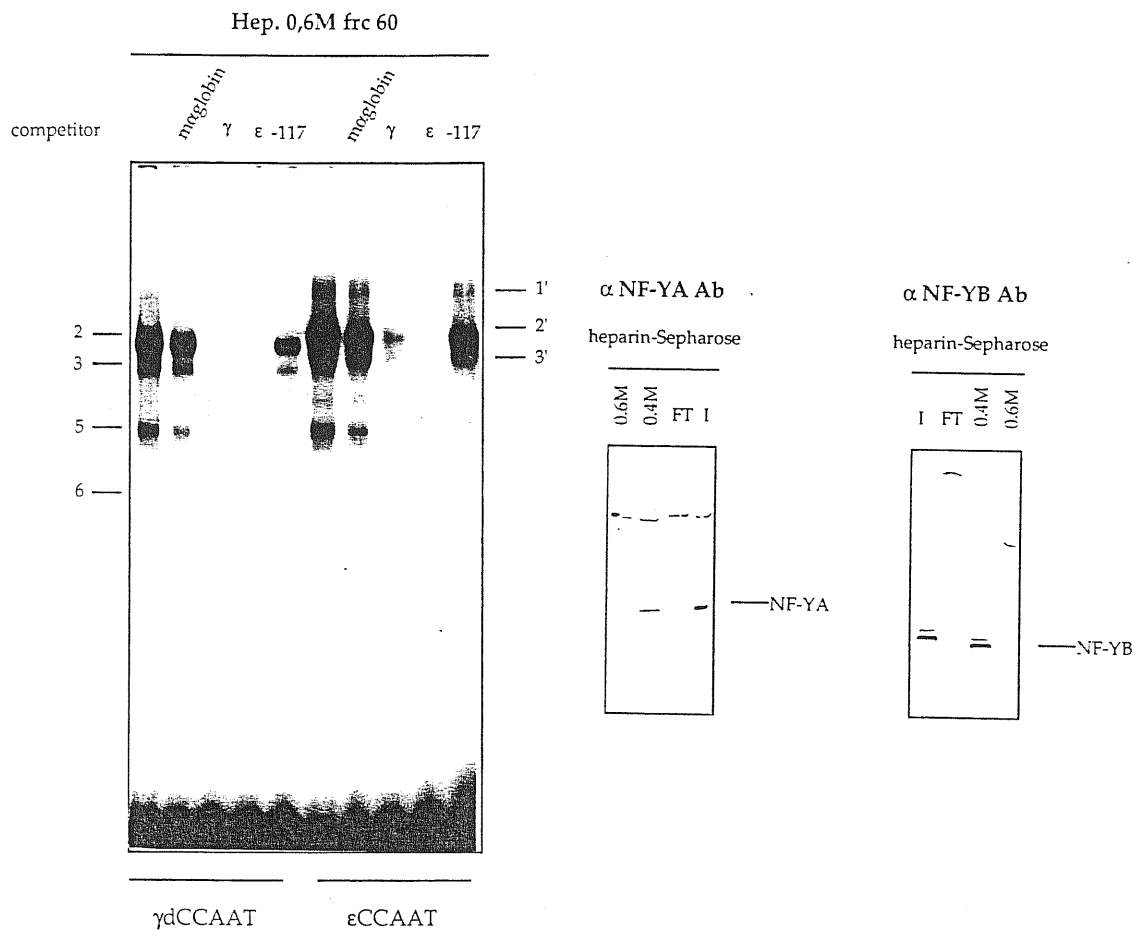 Hep. 0,6M frc 60
competitor mαglobin γ ε -117 mαglobin γ ε -117
1'
2 2'
3 3'
5
6
γdCCAAT εCCAAT
α NF-YA Ab
heparin-Sepharose
0.6M 0.4M FT I
NF-YA
α NF-YB Ab
heparin-Sepharose
I FT 0.4M 0.6M
NF-YB